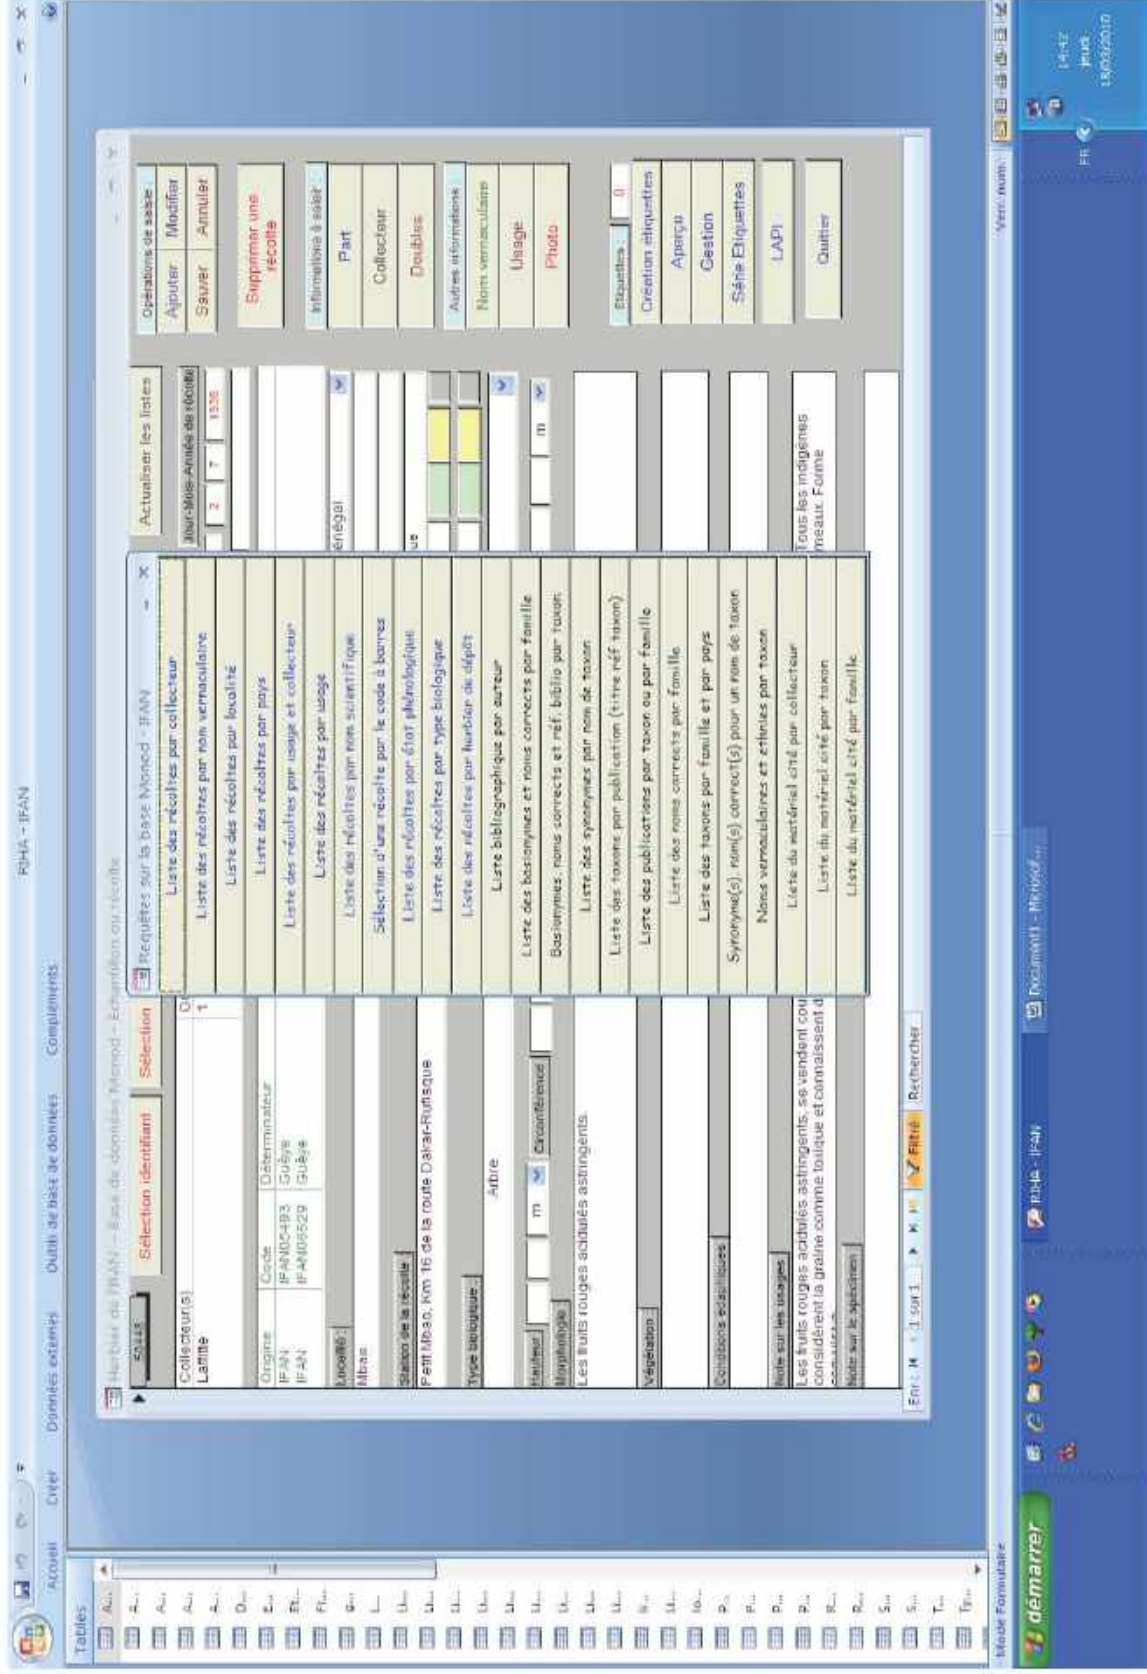 RIHA - IFAN
Accueil Créer Données externes Outils de base de données Compléments
Tables
Herbier de l'IFAN - Base de données Monod - Echantillon ou récolte
Sélection identifiant Sélection
Actualiser les listes
Collecteur(s)
Laffite 1
Jour-Mois-Année de récolte
2 7
Origine Code Déterminateur
IFAN IFAN05493 Guèye
IFAN Guèye
Localité :
Mbao
énégal
Station de la récolte :
Petit Mbao, Km 16 de la route Dakar-Rufisque
ue
Type biologique :
Arbre
Hauteur m Circonférence m
Morphologie
Les fruits rouges acidulés astringents.
Végétation
Conditions édaphiques
Note sur les usages
Les fruits rouges acidulés astringents, se vendent cou
Tous les indigènes
considèrent la graine comme toxique et connaissent d
meaux. Forme
Note sur le spécimen
Enr : 1 sur 1 Filtré Rechercher
Requêtes sur la base Monod - IFAN
Liste des récoltes par collecteur
Liste des récoltes par nom vernaculaire
Liste des récoltes par localité
Liste des récoltes par pays
Liste des récoltes par usage et collecteur
Liste des récoltes par usage
Liste des récoltes par nom scientifique
Sélection d'une récolte par le code à barres
Liste des récoltes par état phénologique
Liste des récoltes par type biologique
Liste des récoltes par herbier de dépôt
Liste bibliographique par auteur
Liste des basionymes et noms corrects par famille
Basionymes, noms corrects et réf. biblio par taxon
Liste des synonymes par nom de taxon
Liste des taxons par publication (titre réf taxon)
Liste des publications par taxon ou par famille
Liste des noms corrects par famille
Liste des taxons par famille et par pays
Synonyme(s), nom(s) correct(s) pour un nom de taxon
Noms vernaculaires et ethnies par taxon
Liste du matériel cité par collecteur
Liste du matériel cité par taxon
Liste du matériel cité par famille
Opérations de saisie
Ajouter Modifier
Sauver Annuler
Supprimer une
récolte
Informations à saisir
Part
Collecteur
Doubles
Autres informations :
Nom vernaculaire
Usage
Photo
Etiquettes : 0
Création étiquettes
Aperçu
Gestion
Série Etiquettes
LAPI
Quitter
Mode Formulaire
Verr. num.
démarrer
RIHA - IFAN
Document1 - Microsof...
FR
14:42
jeudi
18/03/2010